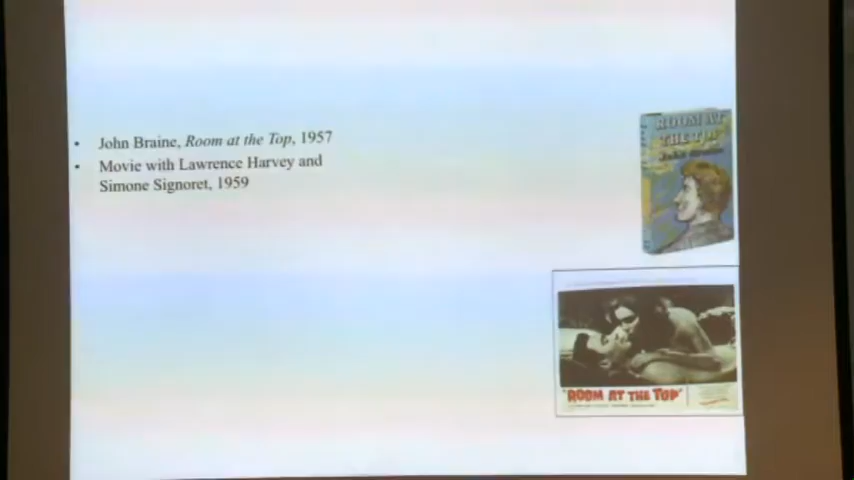 • John Braine, Room at the Top, 1957
• Movie with Lawrence Harvey and
Simone Signoret, 1959
ROOM AT
THE TOP
"ROOM AT THE TOP"